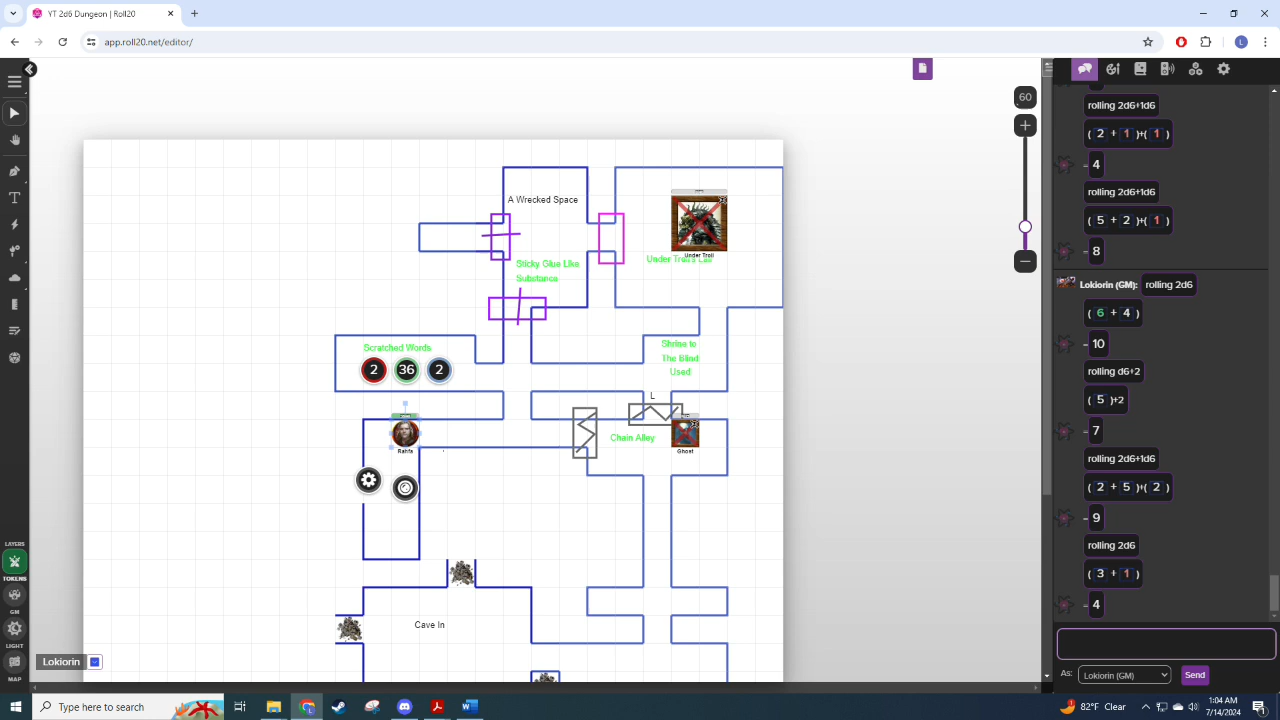 YT 2d6 Dungeon | Roll20
app.roll20.net/editor/
L
60
A Wrecked Space
Sticky Glue Like
Substance
Under Troll
Under Troll's Lair
Scratched Words
2
36
2
Shrine to
The Blind
Used
L
Chain Alley
Rahfa
Ghost
Cave In
LAYERS
TOKENS
GM
LIGHT
MAP
Lokiorin
rolling 2d6+1d6
(2+1)+(1)
=4
rolling 2d6+1d6
(5+2)+(1)
=8
Lokiorin (GM): rolling 2d6
(6+4)
=10
rolling d6+2
(5)+2
=7
rolling 2d6+1d6
(2+5)+(2)
=9
rolling 2d6
(3+1)
=4
As: Lokiorin (GM)
Send
Type here to search
82°F Clear
1:04 AM
7/14/2024